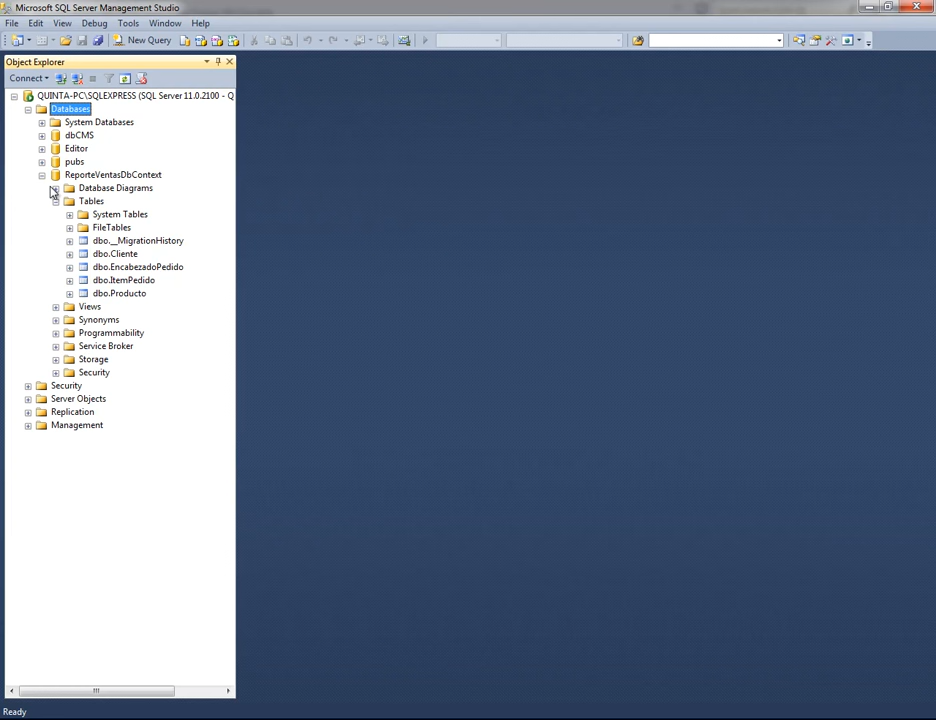 Microsoft SQL Server Management Studio
File Edit View Debug Tools Window Help
New Query
Object Explorer
Connect
QUINTA-PC\SQLEXPRESS (SQL Server 11.0.2100 - Q
Databases
System Databases
dbCMS
Editor
pubs
ReporteVentasDbContext
Database Diagrams
Tables
System Tables
FileTables
dbo.__MigrationHistory
dbo.Cliente
dbo.EncabezadoPedido
dbo.ItemPedido
dbo.Producto
Views
Synonyms
Programmability
Service Broker
Storage
Security
Security
Server Objects
Replication
Management
Ready